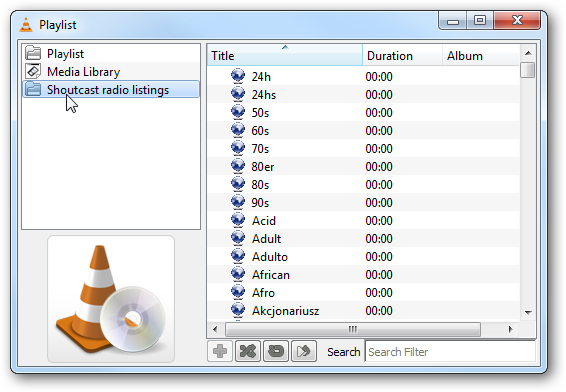 Playlist
Playlist
Media Library
Shoutcast radio listings
Title Duration Album
24h 00:00
24hs 00:00
50s 00:00
60s 00:00
70s 00:00
80er 00:00
80s 00:00
90s 00:00
Acid 00:00
Adult 00:00
Adulto 00:00
African 00:00
Afro 00:00
Akcjonariusz 00:00
Search Search Filter